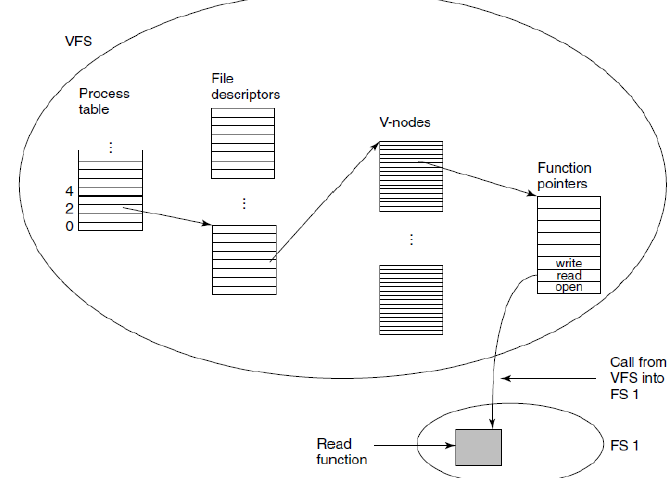 VFS
Process
table
File
descriptors
V-nodes
Function
pointers
4
2
0
write
read
open
Call from
VFS into
FS 1
Read
function
FS 1